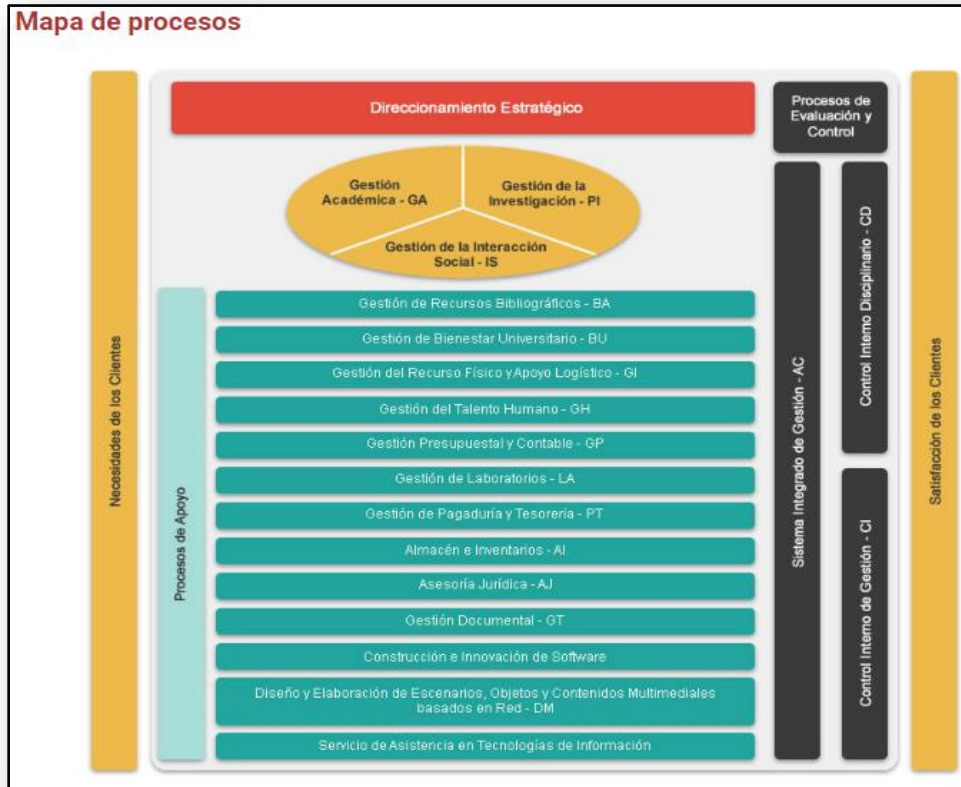 Mapa de procesos
Necesidades de los Clientes
Direccionamiento Estratégico
Gestión
Académica - GA
Gestión de la
Investigación - PI
Gestión de la Interacción
Social - IS
Procesos de Apoyo
Gestión de Recursos Bibliográficos - BA
Gestión de Bienestar Universitario - BU
Gestión del Recurso Físico y Apoyo Logístico - GI
Gestión del Talento Humano - GH
Gestión Presupuestal y Contable - GP
Gestión de Laboratorios - LA
Gestión de Pagaduría y Tesorería - PT
Almacén e Inventarios - AI
Asesoría Jurídica - AJ
Gestión Documental - GT
Construcción e Innovación de Software
Diseño y Elaboración de Escenarios, Objetos y Contenidos Multimediales
basados en Red - DM
Servicio de Asistencia en Tecnologías de Información
Procesos de
Evaluación y
Control
Sistema Integrado de Gestión - AC
Control Interno Disciplinario - CD
Control Interno de Gestión - CI
Satisfacción de los Clientes